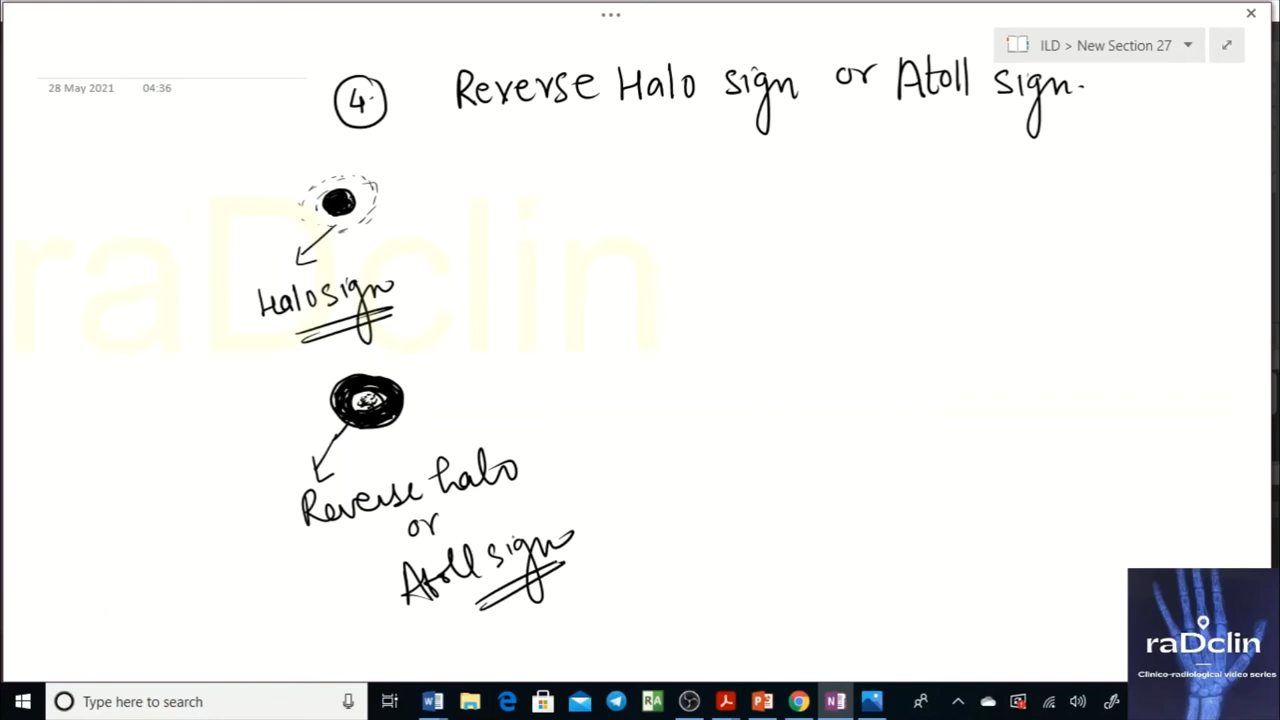 ILD > New Section 27
28 May 2021 04:36
4. Reverse Halo sign or Atoll sign.
raDclin
Halo sign
Reverse halo
or
Atoll sign
raDclin
Clinico-radiological video series
Type here to search